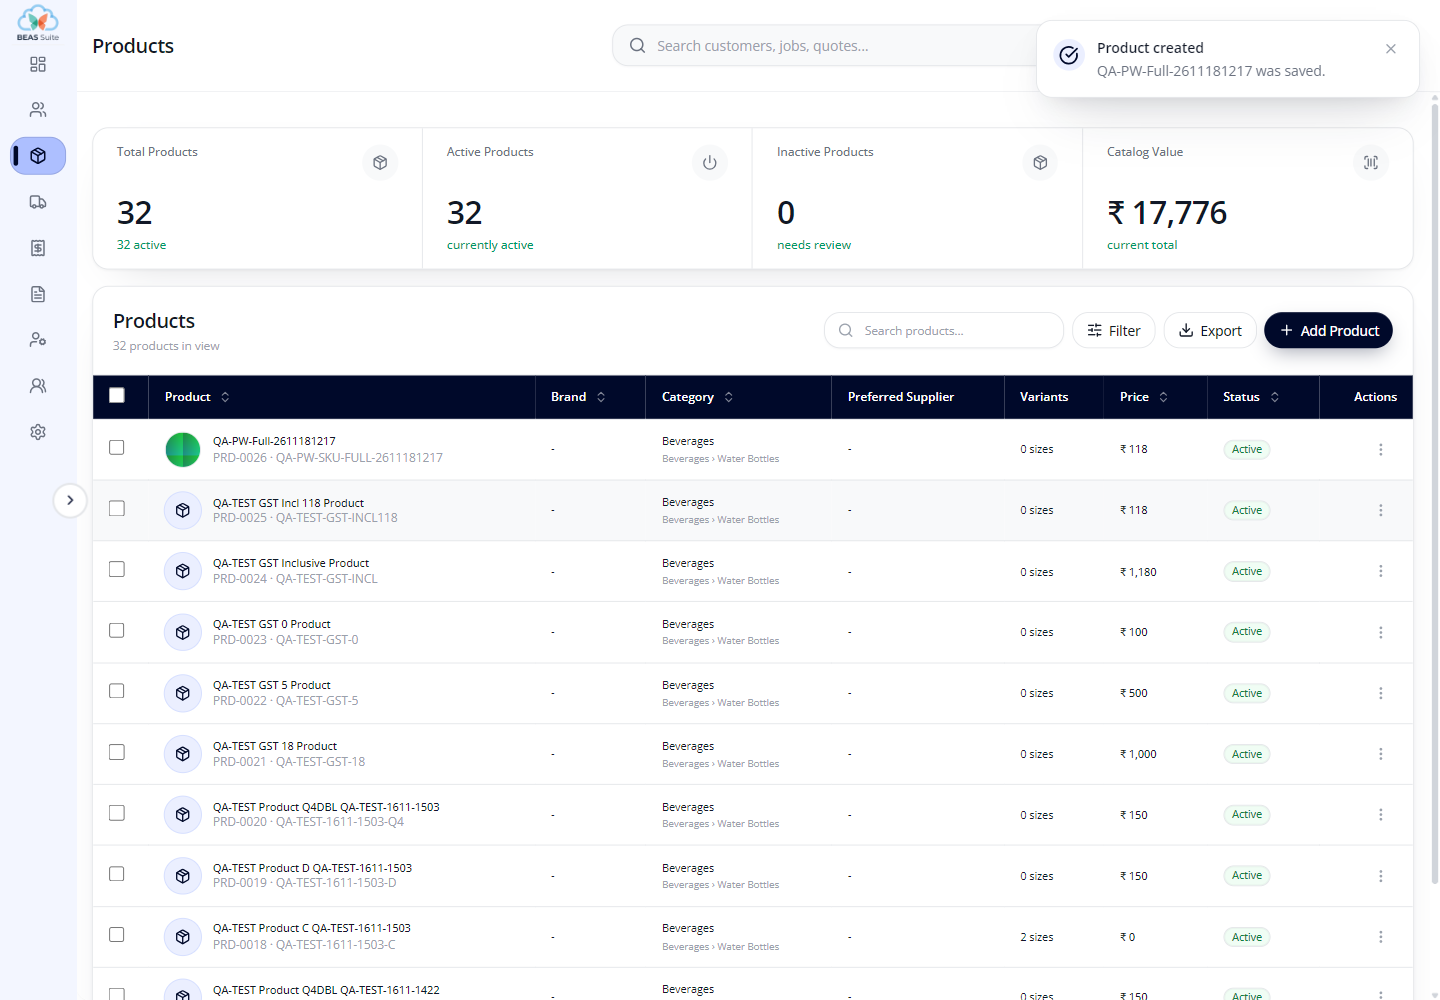 BEAS Suite
Products
Search customers, jobs, quotes...
Product created
QA-PW-Full-2611181217 was saved.
Total Products
32
32 active
Active Products
32
currently active
Inactive Products
0
needs review
Catalog Value
₹ 17,776
current total
Products
32 products in view
Search products...
Filter
Export
Add Product
Product Brand Category Preferred Supplier Variants Price Status Actions
QA-PW-Full-2611181217
PRD-0026 · QA-PW-SKU-FULL-2611181217
-
Beverages
Beverages › Water Bottles
-
0 sizes
₹ 118
Active
QA-TEST GST Incl 118 Product
PRD-0025 · QA-TEST-GST-INCL118
-
Beverages
Beverages › Water Bottles
-
0 sizes
₹ 118
Active
QA-TEST GST Inclusive Product
PRD-0024 · QA-TEST-GST-INCL
-
Beverages
Beverages › Water Bottles
-
0 sizes
₹ 1,180
Active
QA-TEST GST 0 Product
PRD-0023 · QA-TEST-GST-0
-
Beverages
Beverages › Water Bottles
-
0 sizes
₹ 100
Active
QA-TEST GST 5 Product
PRD-0022 · QA-TEST-GST-5
-
Beverages
Beverages › Water Bottles
-
0 sizes
₹ 500
Active
QA-TEST GST 18 Product
PRD-0021 · QA-TEST-GST-18
-
Beverages
Beverages › Water Bottles
-
0 sizes
₹ 1,000
Active
QA-TEST Product Q4DBL QA-TEST-1611-1503
PRD-0020 · QA-TEST-1611-1503-Q4
-
Beverages
Beverages › Water Bottles
-
0 sizes
₹ 150
Active
QA-TEST Product D QA-TEST-1611-1503
PRD-0019 · QA-TEST-1611-1503-D
-
Beverages
Beverages › Water Bottles
-
0 sizes
₹ 150
Active
QA-TEST Product C QA-TEST-1611-1503
PRD-0018 · QA-TEST-1611-1503-C
-
Beverages
Beverages › Water Bottles
-
2 sizes
₹ 0
Active
QA-TEST Product Q4DBL QA-TEST-1611-1422
Beverages
-
-
0 sizes
₹ 150
Active